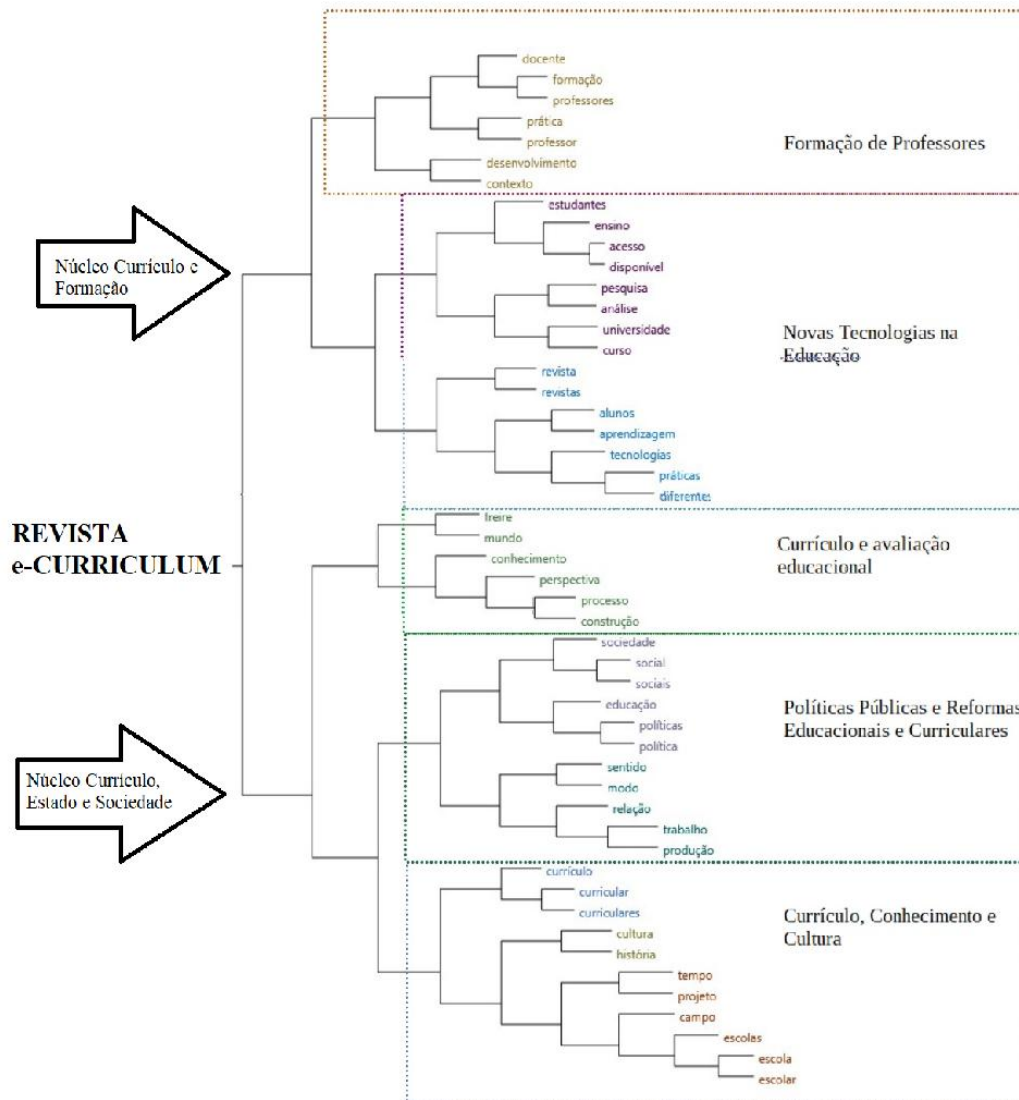 docente
formação
professores
prática
professor
desenvolvimento
contexto
Formação de Professores
estudantes
ensino
acesso
disponível
pesquisa
análise
universidade
curso
revista
revistas
alunos
aprendizagem
tecnologias
práticas
diferentes
Novas Tecnologias na
Educação
Núcleo Currículo e
Formação
REVISTA
e-CURRICULUM
freire
mundo
conhecimento
perspectiva
processo
construção
Currículo e avaliação
educacional
sociedade
social
sociais
educação
políticas
política
sentido
modo
relação
trabalho
produção
Políticas Públicas e Reformas
Educacionais e Curriculares
Núcleo Currículo,
Estado e Sociedade
currículo
curricular
curriculares
cultura
história
tempo
projeto
campo
escolas
escola
escolar
Currículo, Conhecimento e
Cultura